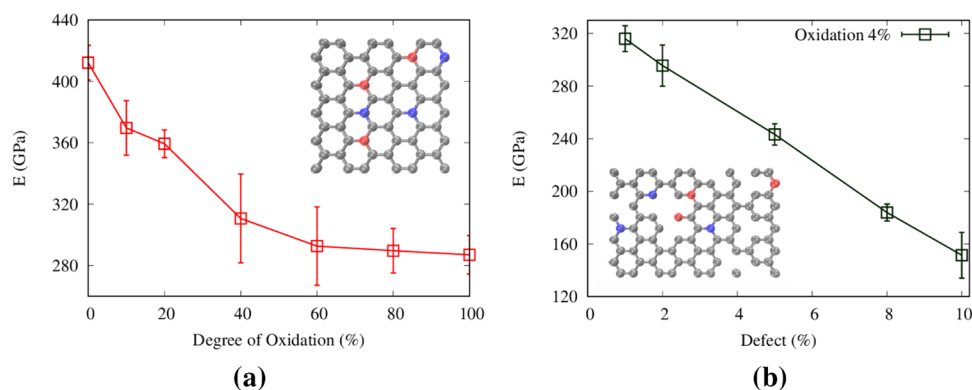 440
400
360
320
280
E (GPa)
0 20 40 60 80 100
Degree of Oxidation (%)
(a)
320
280
240
200
160
120
E (GPa)
Oxidation 4%
0 2 4 6 8 10
Defect (%)
(b)